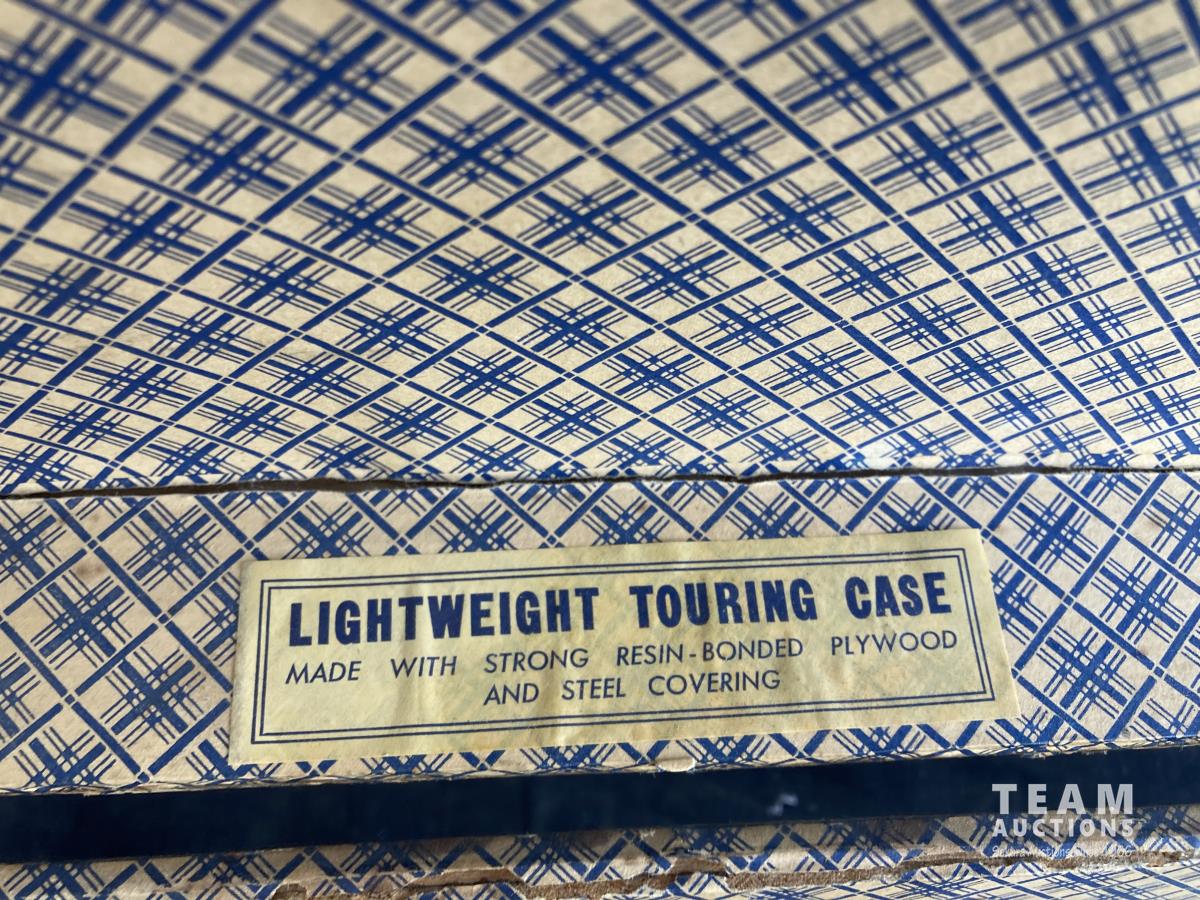 LIGHTWEIGHT TOURING CASE
MADE WITH STRONG RESIN-BONDED PLYWOOD
AND STEEL COVERING
TEAM
AUCTIONS